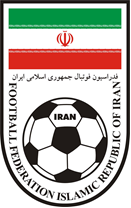 فدراسیون فوتبال جمهوری اسلامی ایران
IRAN
FOOTBALL FEDERATION ISLAMIC REPUBLIC OF IRAN